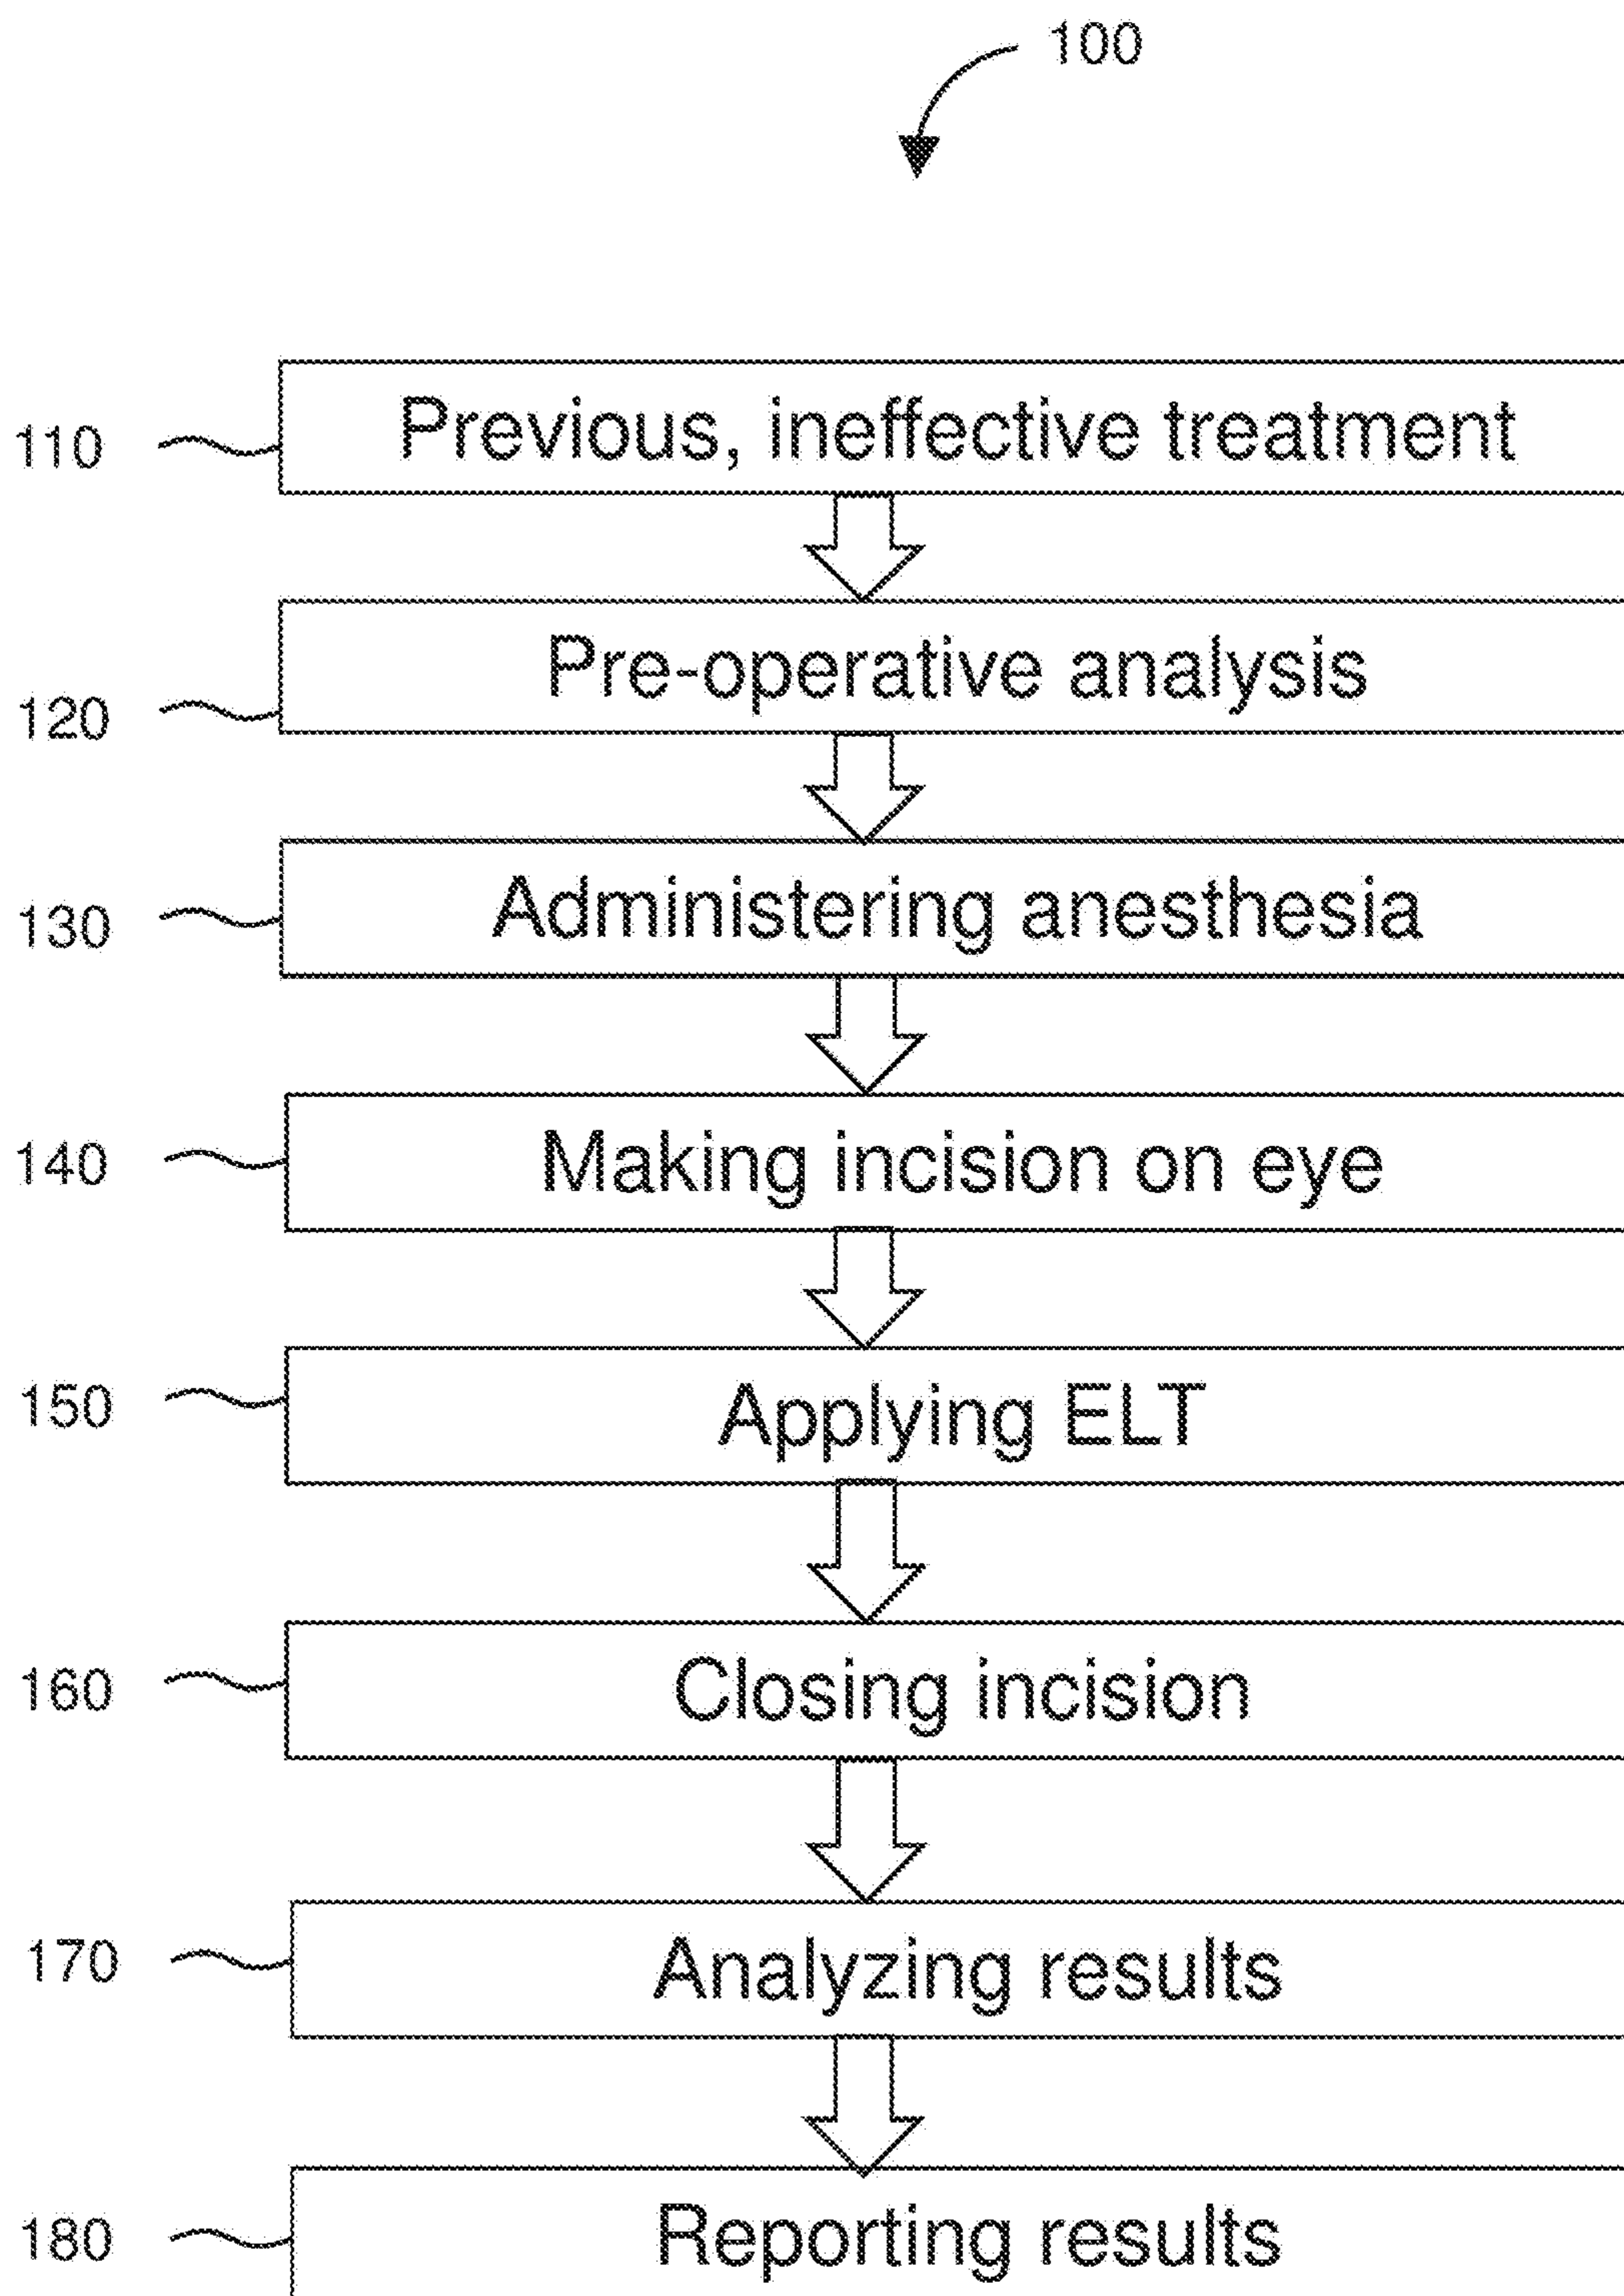 100
110 Previous, ineffective treatment
120 Pre-operative analysis
130 Administering anesthesia
140 Making incision on eye
150 Applying ELT
160 Closing incision
170 Analyzing results
180 Reporting results